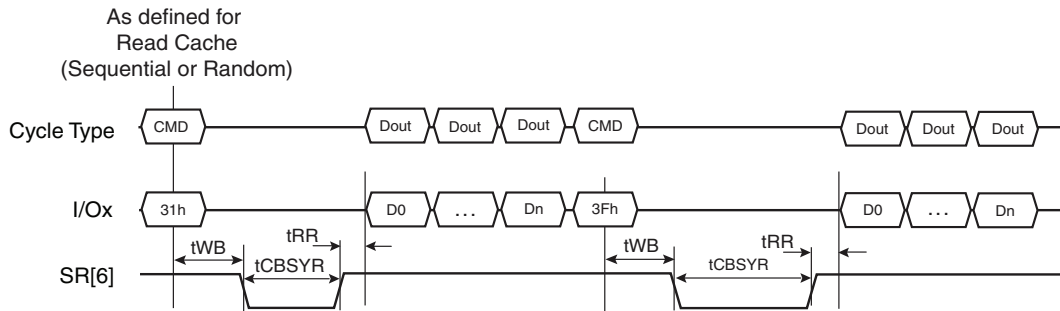 As defined for
Read Cache
(Sequential or Random)
Cycle Type CMD Dout Dout Dout CMD Dout Dout Dout
I/Ox 31h D0 ... Dn 3Fh D0 ... Dn
tWB tRR tWB tRR
SR[6] tCBSYR tCBSYR